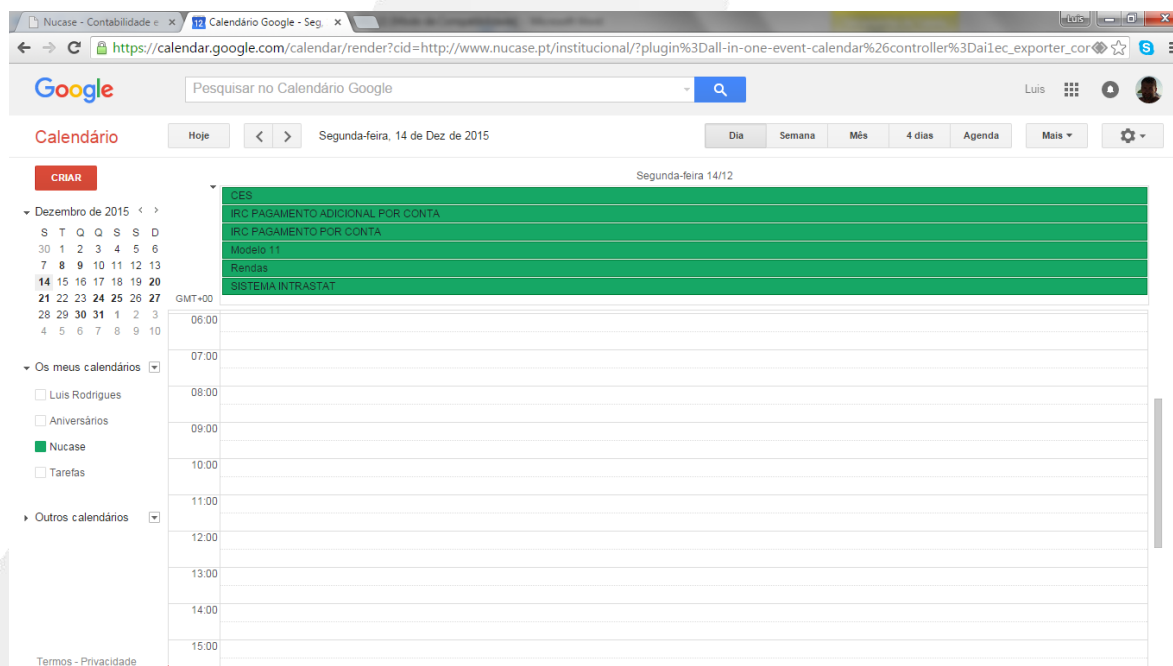 Nucase - Contabilidade e
12 Calendário Google - Seg,
Luis
https://calendar.google.com/calendar/render?cid=http://www.nucase.pt/institucional/?plugin%3Dall-in-one-event-calendar%26controller%3Dai1ec_exporter_cor
Google
Pesquisar no Calendário Google
Luis
Calendário
Hoje
Segunda-feira, 14 de Dez de 2015
Dia Semana Mês 4 dias Agenda Mais
CRIAR
Segunda-feira 14/12
Dezembro de 2015
S T Q Q S S D
30 1 2 3 4 5 6
7 8 9 10 11 12 13
14 15 16 17 18 19 20
21 22 23 24 25 26 27
28 29 30 31 1 2 3
4 5 6 7 8 9 10
CES
IRC PAGAMENTO ADICIONAL POR CONTA
IRC PAGAMENTO POR CONTA
Modelo 11
Rendas
SISTEMA INTRASTAT
GMT+00
06:00
07:00
08:00
09:00
10:00
11:00
12:00
13:00
14:00
15:00
Os meus calendários
Luis Rodrigues
Aniversários
Nucase
Tarefas
Outros calendários
Termos - Privacidade